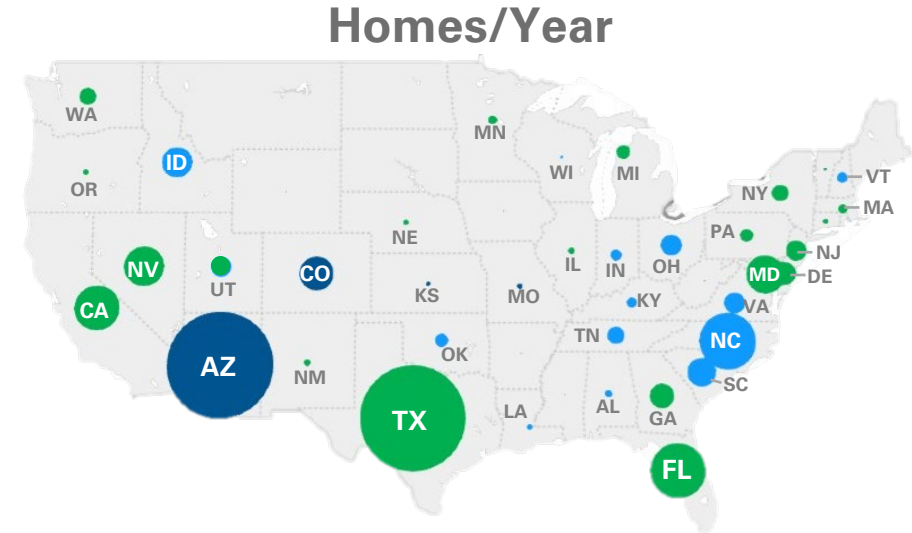 Homes/Year
WA
MN
ID
WI
MI
VT
OR
NY
MA
NE
PA
NV
CO
IL
IN
OH
NJ
MD
DE
UT
KS
MO
KY
VA
CA
TN
NC
OK
AZ
NM
SC
LA
AL
GA
TX
FL